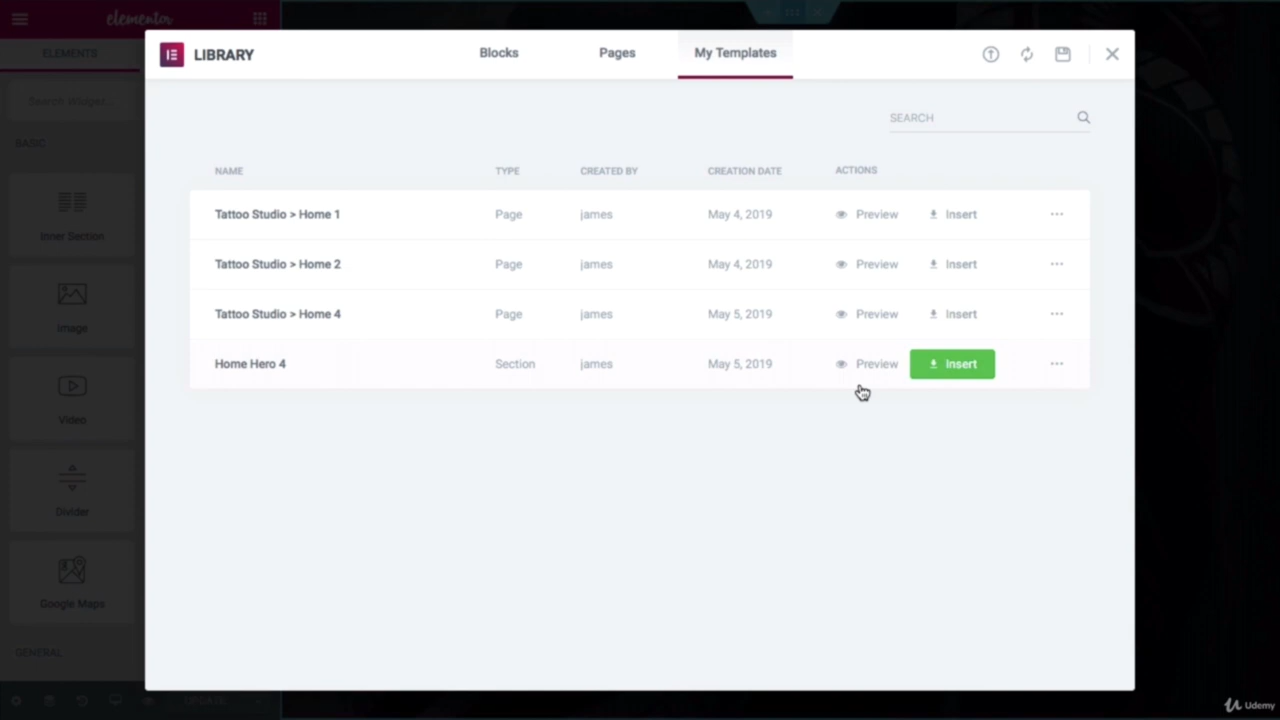 elementor
ELEMENTS
Search Widget...
BASIC
Inner Section
Image
Video
Divider
Google Maps
GENERAL
UPDATE
LIBRARY
Blocks
Pages
My Templates
SEARCH
NAME TYPE CREATED BY CREATION DATE ACTIONS
Tattoo Studio > Home 1 Page james May 4, 2019 Preview Insert
Tattoo Studio > Home 2 Page james May 4, 2019 Preview Insert
Tattoo Studio > Home 4 Page james May 5, 2019 Preview Insert
Home Hero 4 Section james May 5, 2019 Preview Insert
Udemy